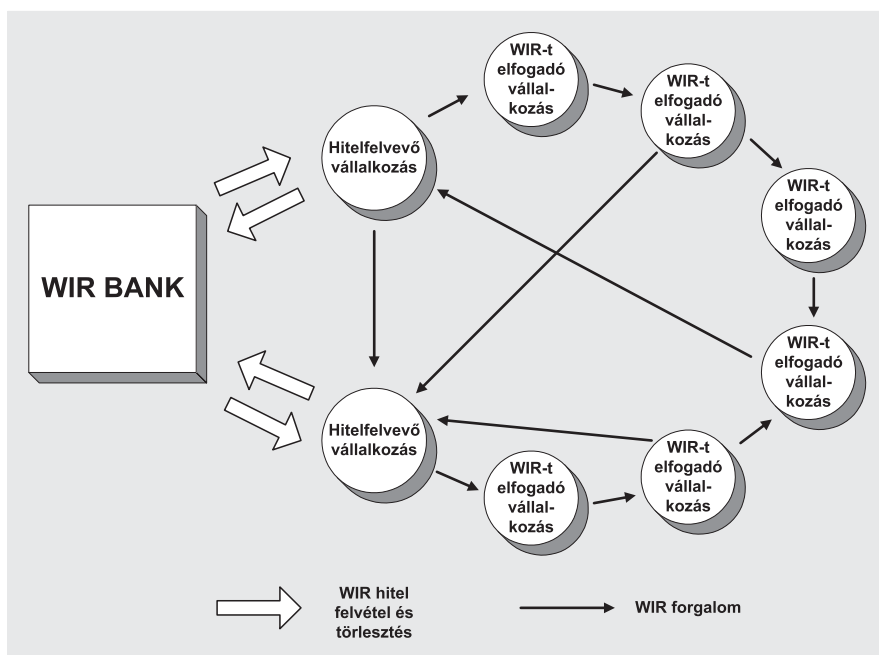 WIR-t
elfogadó
vállal-
kozás
WIR-t
elfogadó
vállal-
kozás
Hitelfelvevő
vállalkozás
WIR-t
elfogadó
vállal-
kozás
WIR BANK
WIR-t
elfogadó
vállal-
kozás
Hitelfelvevő
vállalkozás
WIR-t
elfogadó
vállal-
kozás
WIR-t
elfogadó
vállal-
kozás
WIR hitel
felvétel és
törlesztés
WIR forgalom